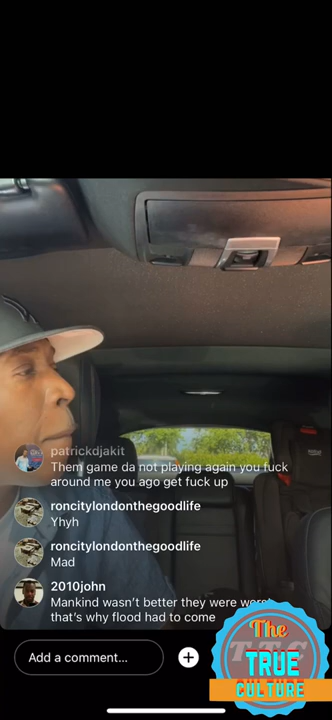 patrickdjakit
Them game da not playing again you fuck
around me you ago get fuck up
roncitylondonthegoodlife
Yhyh
roncitylondonthegoodlife
Mad
2010john
Mankind wasn't better they were worst
that's why flood had to come
Add a comment...
The
TRUE
CULTURE